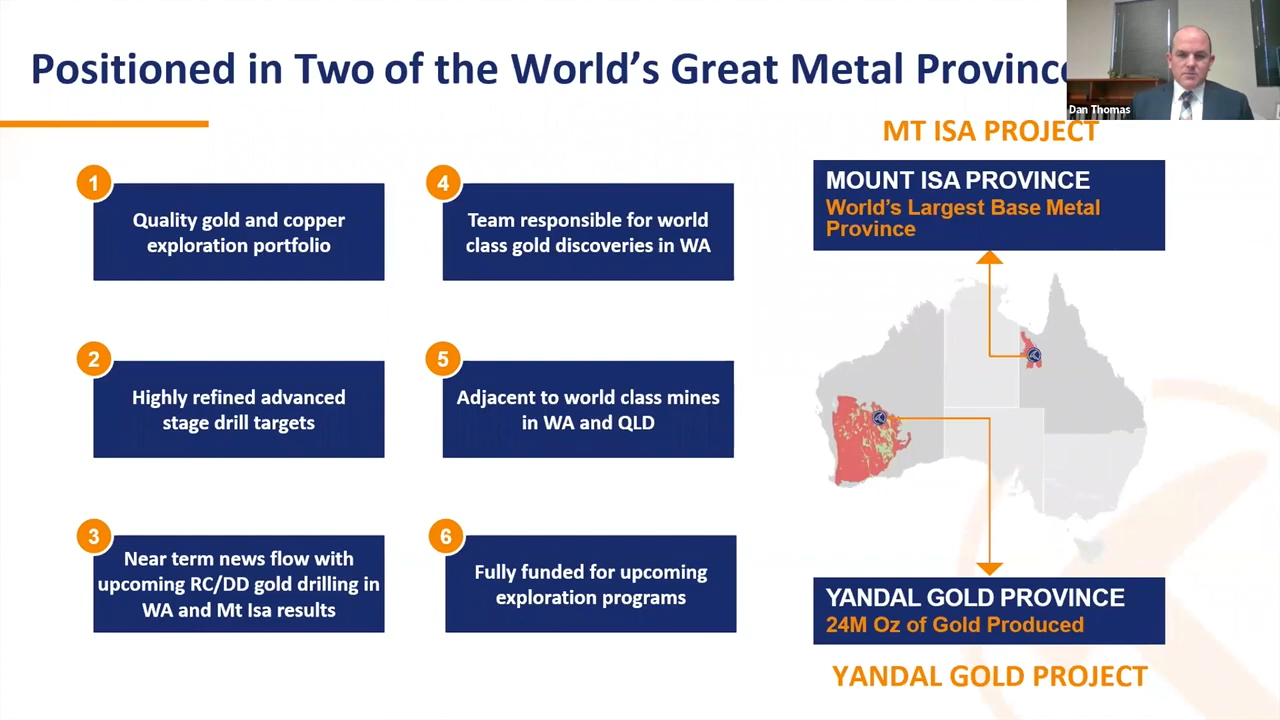 Positioned in Two of the World's Great Metal Provinc
Dan Thomas
1
Quality gold and copper
exploration portfolio
2
Highly refined advanced
stage drill targets
3
Near term news flow with
upcoming RC/DD gold drilling in
WA and Mt Isa results
4
Team responsible for world
class gold discoveries in WA
5
Adjacent to world class mines
in WA and QLD
6
Fully funded for upcoming
exploration programs
MT ISA PROJECT
MOUNT ISA PROVINCE
World's Largest Base Metal
Province
YANDAL GOLD PROVINCE
24M Oz of Gold Produced
YANDAL GOLD PROJECT